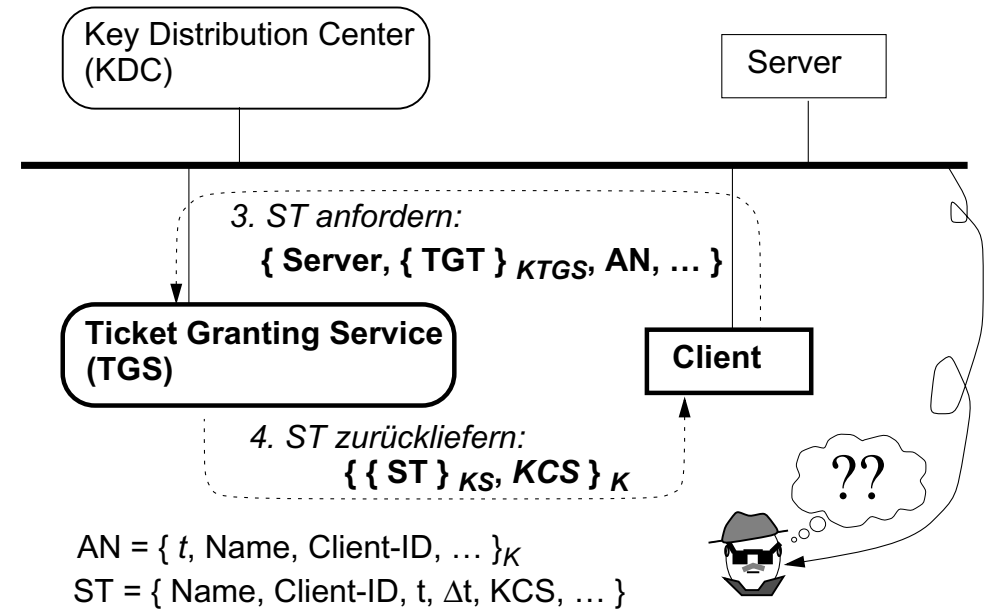 Key Distribution Center
(KDC)
Server
3. ST anfordern:
{ Server, { TGT } KTGS, AN, … }
Ticket Granting Service
(TGS)
Client
4. ST zurückliefern:
{ { ST } KS, KCS } K
??
AN = { t, Name, Client-ID, … }K
ST = { Name, Client-ID, t, Δt, KCS, … }